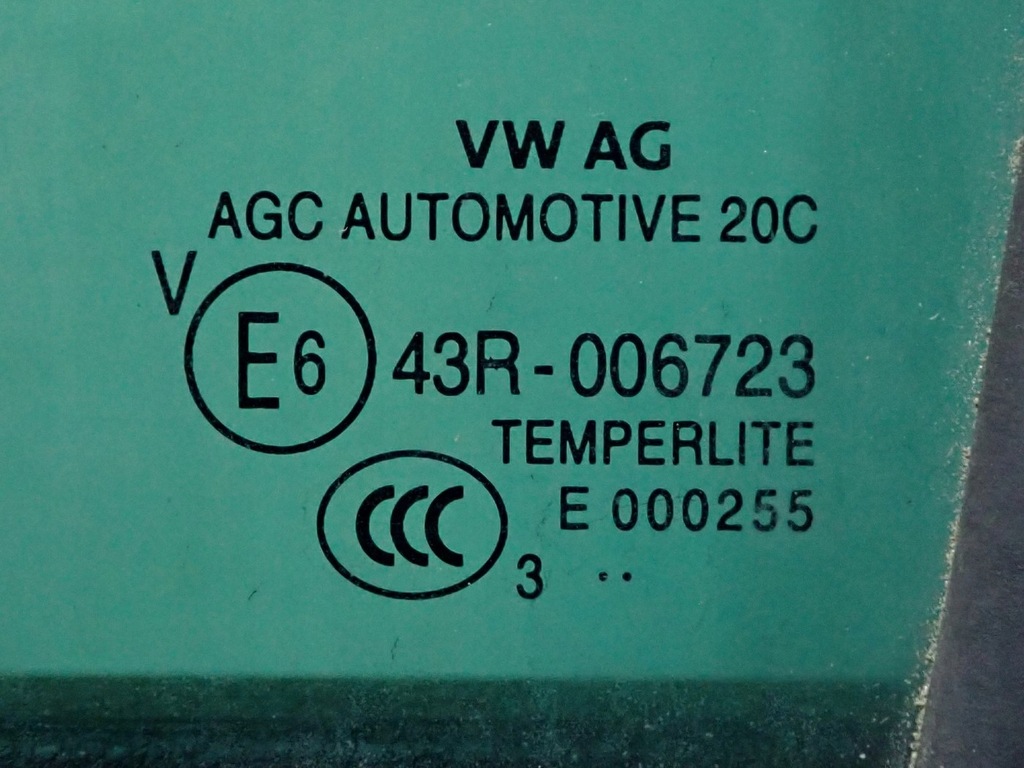 VW AG
AGC AUTOMOTIVE 20C
V
E6 43R-006723
TEMPERLITE
CCC E 000255
3 ..